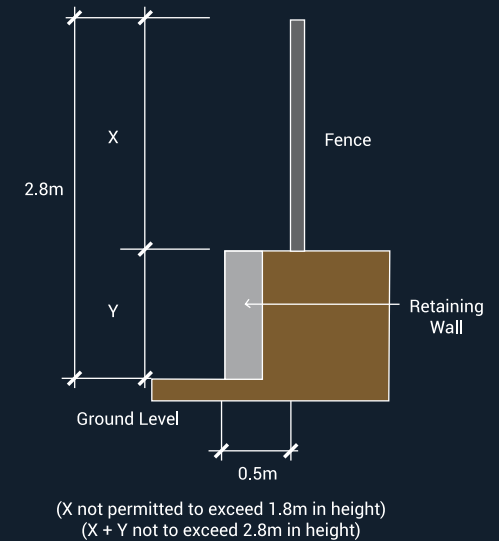 X
Fence
2.8m
Y
Retaining
Wall
Ground Level
0.5m
(X not permitted to exceed 1.8m in height)
(X + Y not to exceed 2.8m in height)